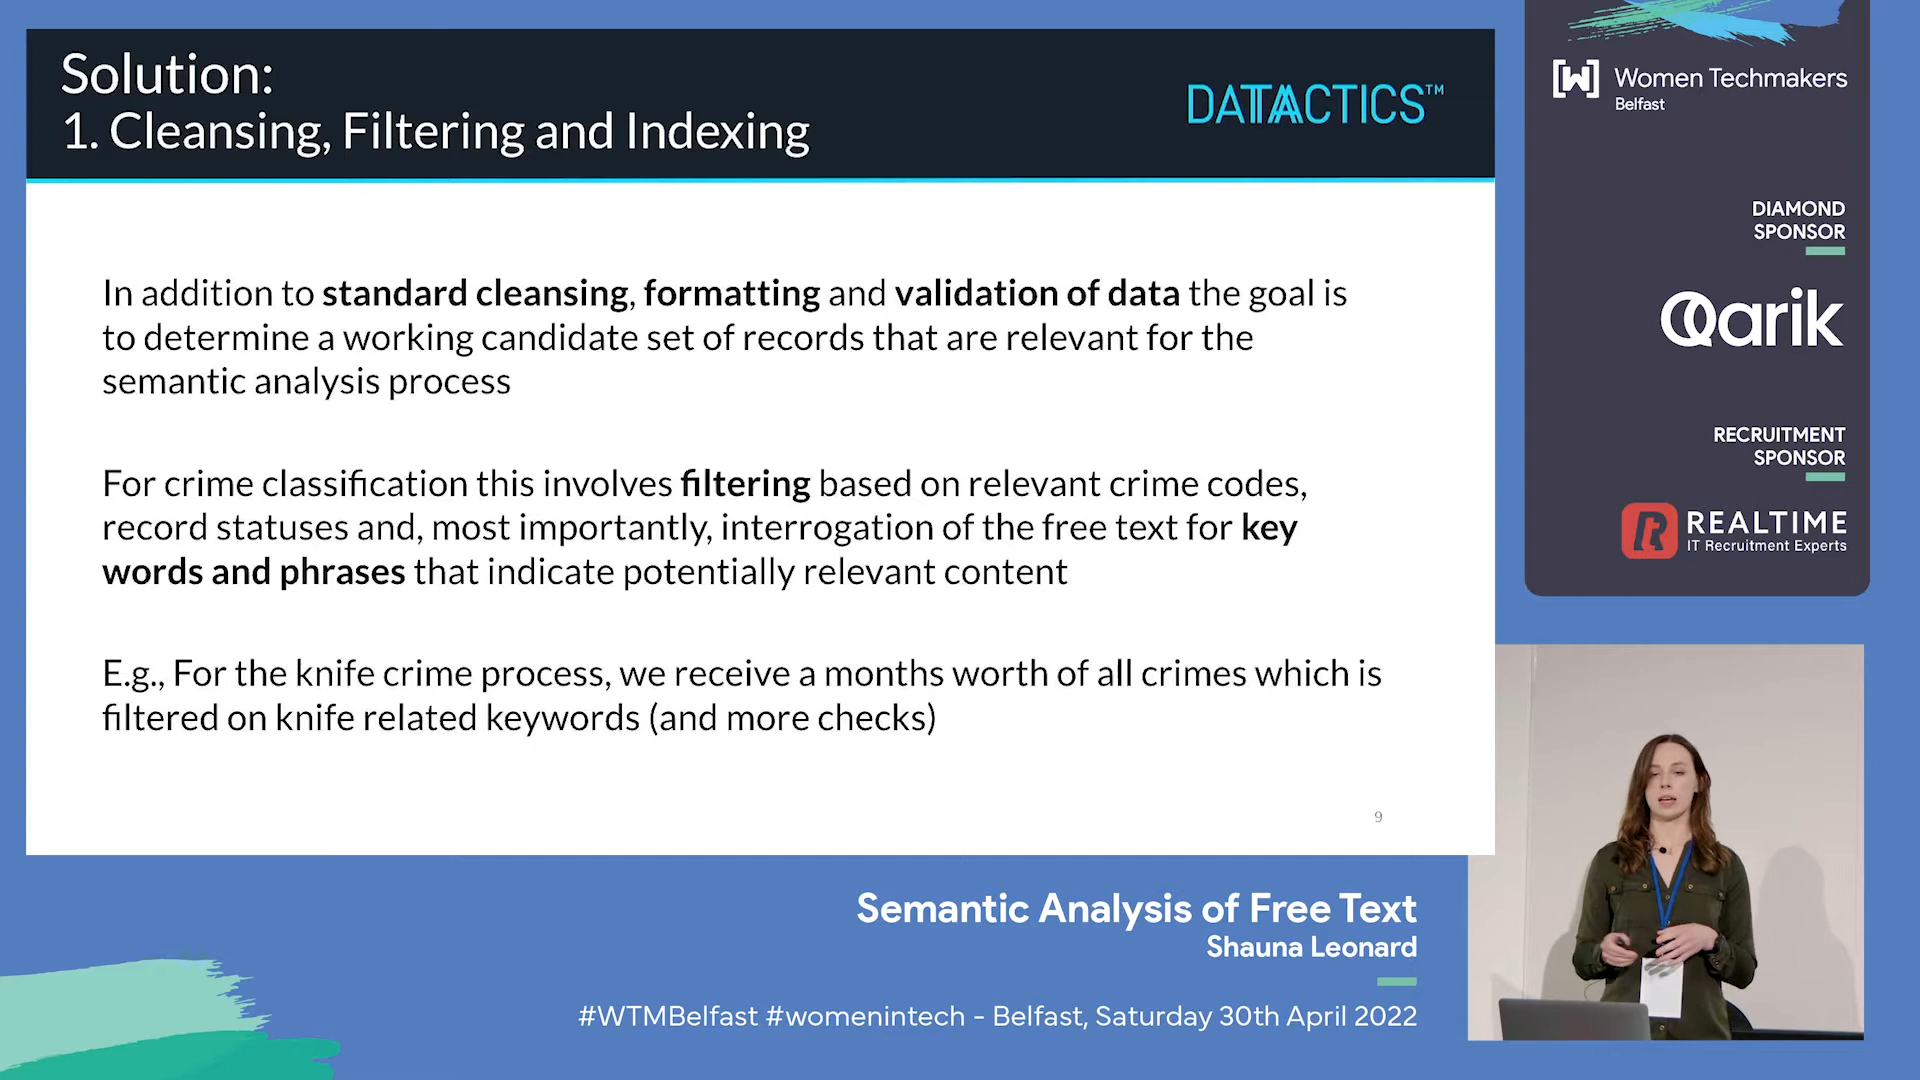 Solution:
1. Cleansing, Filtering and Indexing
DATACTICS™
In addition to standard cleansing, formatting and validation of data the goal is
to determine a working candidate set of records that are relevant for the
semantic analysis process
For crime classification this involves filtering based on relevant crime codes,
record statuses and, most importantly, interrogation of the free text for key
words and phrases that indicate potentially relevant content
E.g., For the knife crime process, we receive a months worth of all crimes which is
filtered on knife related keywords (and more checks)
9
[W] Women Techmakers
Belfast
DIAMOND
SPONSOR
Qarik
RECRUITMENT
SPONSOR
REALTIME
IT Recruitment Experts
Semantic Analysis of Free Text
Shauna Leonard
#WTMBelfast #womenintech - Belfast, Saturday 30th April 2022